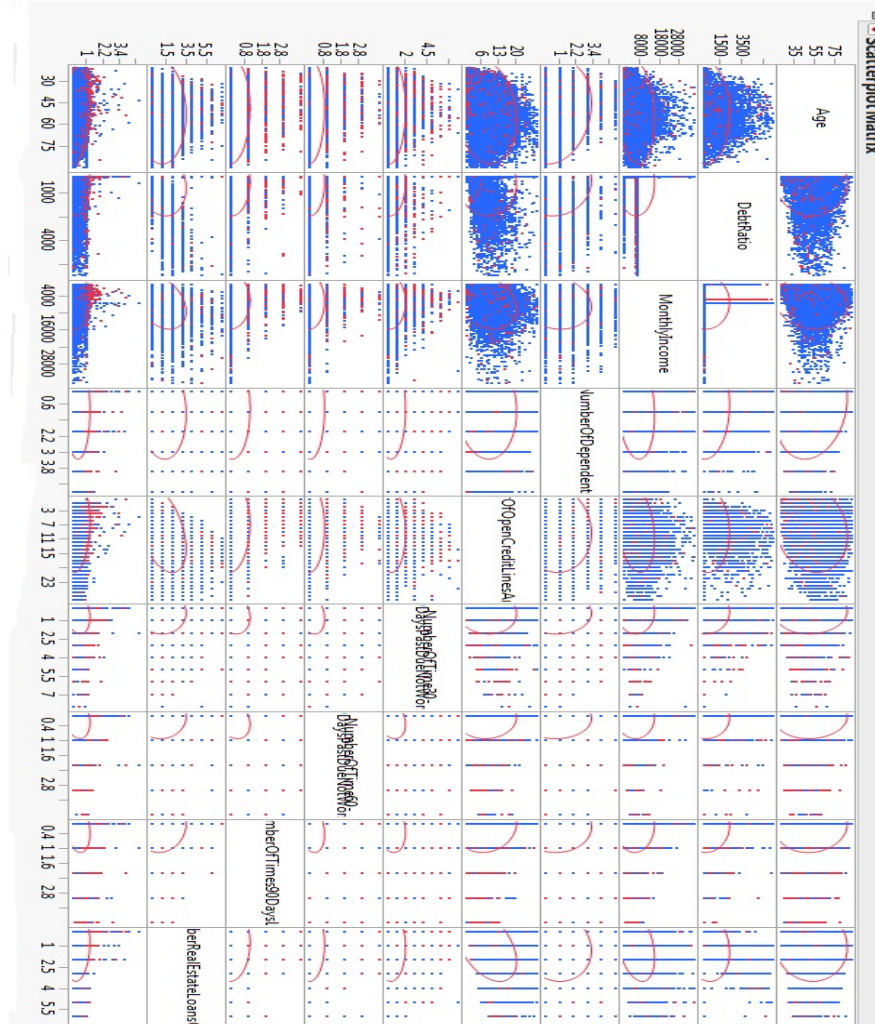 Scatterplot Matrix
75
55
35
Age
3500
1500
DebtRatio
28000
18000
8000
MonthlyIncome
3.4
2.2
1
NumberOfDependent
20
13
6
OfOpenCreditLinesA
4.5
2
NumberOfTime30-
DaysPastDueNotWor
2.8
1.8
0.8
NumberOfTime60-
DaysPastDueNotWor
2.8
1.8
0.8
mberOfTimes90DaysL
5.5
3.5
1.5
berRealEstateLoans
3.4
2.2
1
30 45 60 75 1000 4000 4000 16000 28000 0.6 2.2 3 3.8 3 7 11 15 23 1 2.5 4 5.5 7 0.4 1 1.6 2.8 0.4 1 1.6 2.8 1 2.5 4 5.5